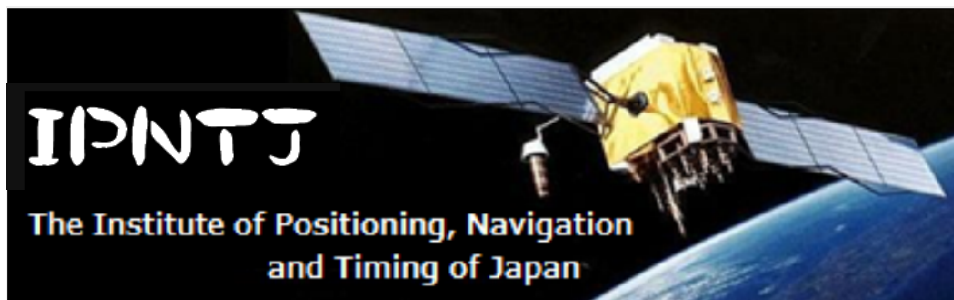 IPNTJ
The Institute of Positioning, Navigation
and Timing of Japan